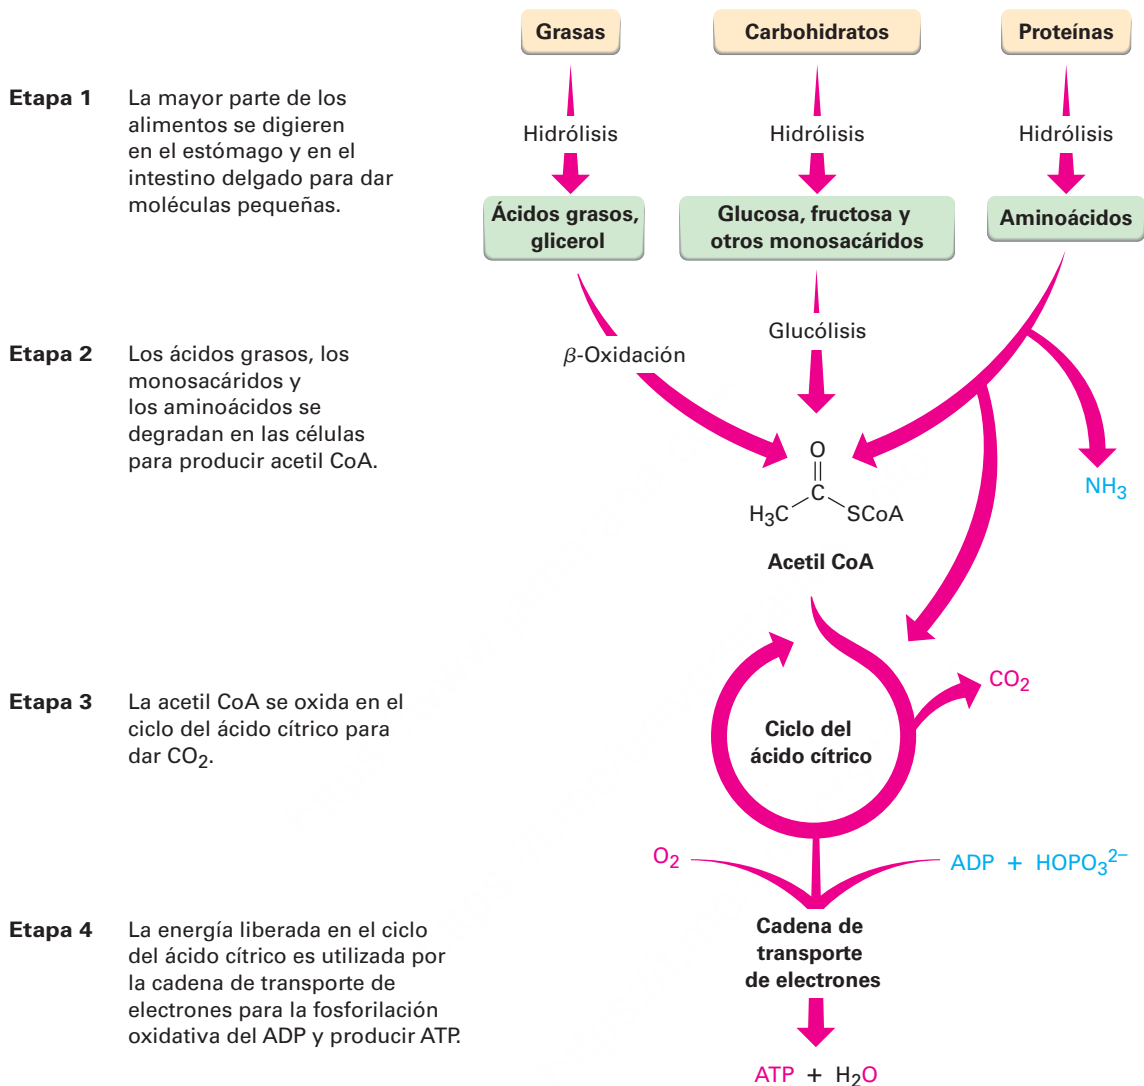 Grasas
Carbohidratos
Proteínas
Etapa 1
La mayor parte de los
alimentos se digieren
en el estómago y en el
intestino delgado para dar
moléculas pequeñas.
Hidrólisis
Hidrólisis
Hidrólisis
Ácidos grasos,
glicerol
Glucosa, fructosa y
otros monosacáridos
Aminoácidos
Etapa 2
Los ácidos grasos, los
monosacáridos y
los aminoácidos se
degradan en las células
para producir acetil CoA.
β-Oxidación
Glucólisis
O
C
H₃C
SCoA
NH₃
Acetil CoA
Etapa 3
La acetil CoA se oxida en el
ciclo del ácido cítrico para
dar CO₂.
CO₂
Ciclo del
ácido cítrico
O₂
ADP + HOPO₃²⁻
Etapa 4
La energía liberada en el ciclo
del ácido cítrico es utilizada por
la cadena de transporte de
electrones para la fosforilación
oxidativa del ADP y producir ATP.
Cadena de
transporte
de electrones
ATP + H₂O